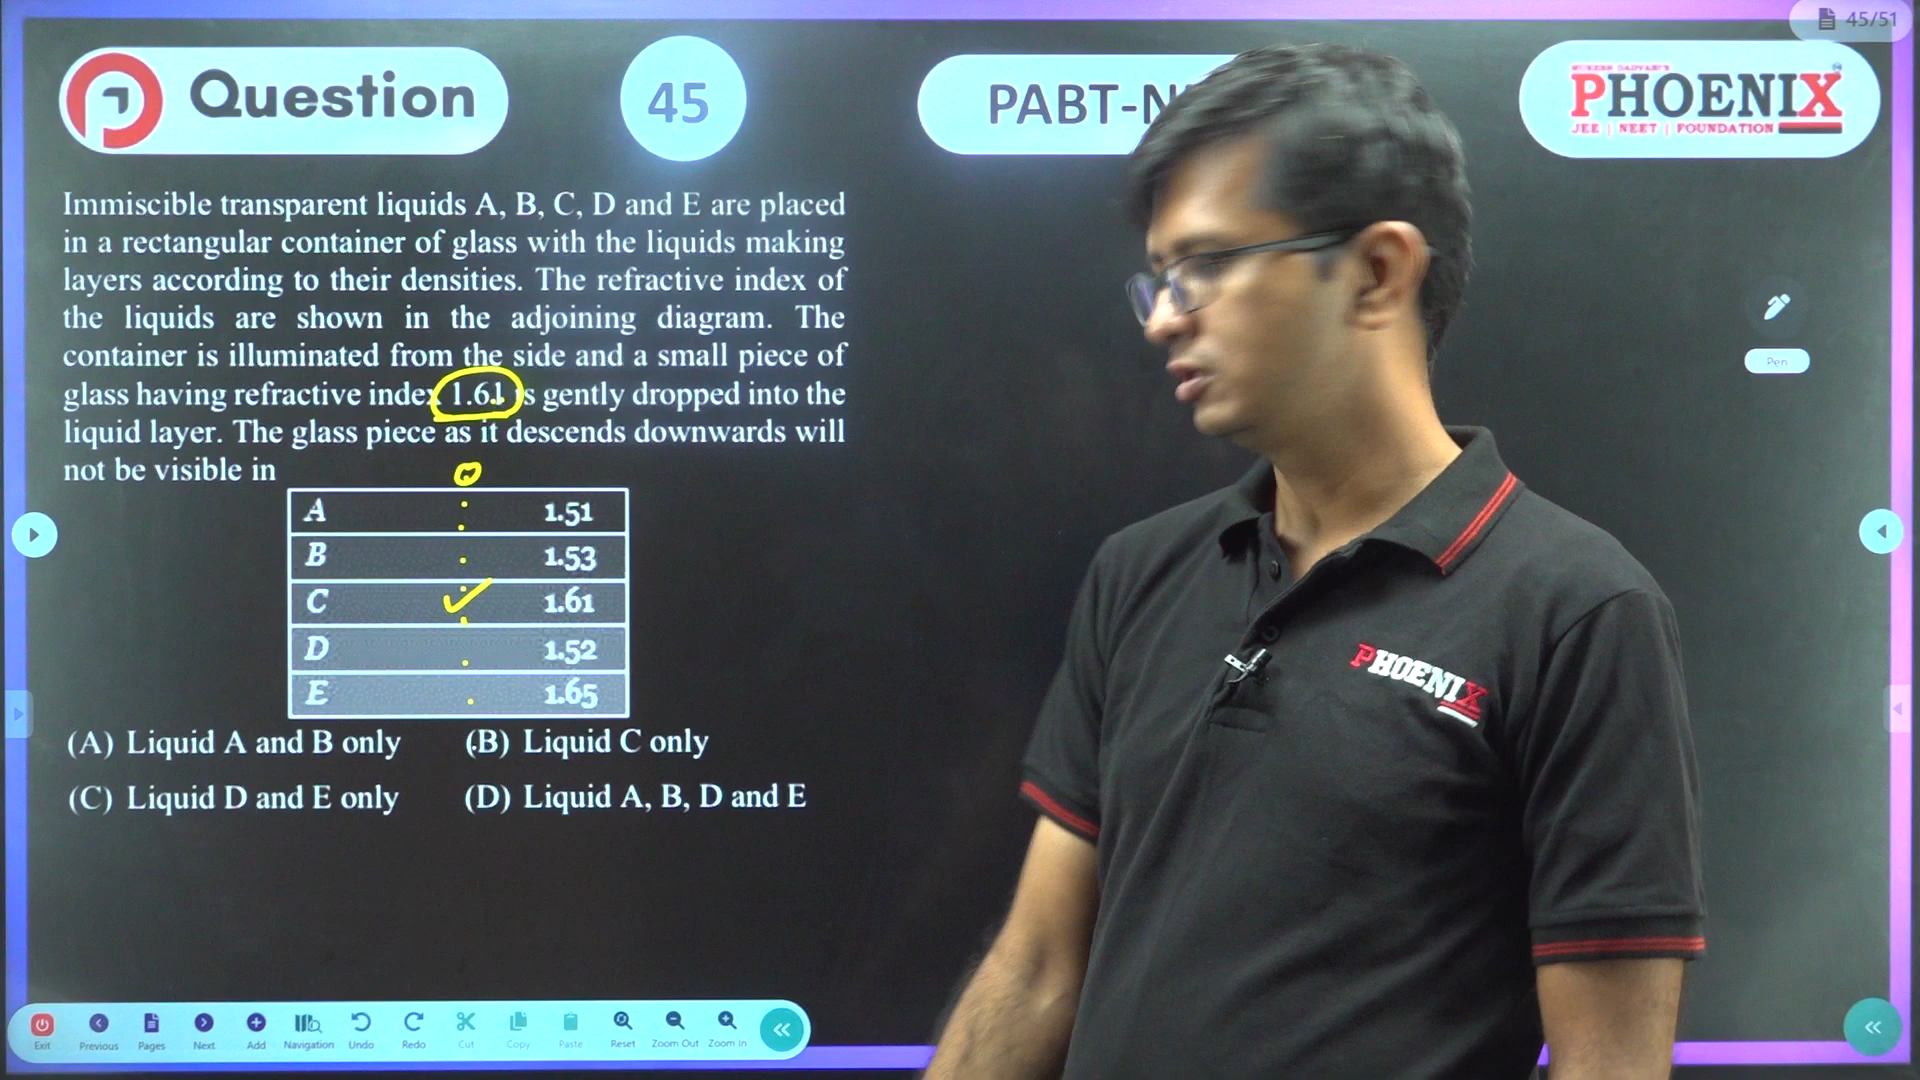 45/51
Question
45
PABT-N
MUKESH DADVANI'S
PHOENIX
JEE | NEET | FOUNDATION
Immiscible transparent liquids A, B, C, D and E are placed
in a rectangular container of glass with the liquids making
layers according to their densities. The refractive index of
the liquids are shown in the adjoining diagram. The
container is illuminated from the side and a small piece of
glass having refractive index 1.61 is gently dropped into the
liquid layer. The glass piece as it descends downwards will
not be visible in
A 1.51
B 1.53
C 1.61
D 1.52
E 1.65
(A) Liquid A and B only (B) Liquid C only
(C) Liquid D and E only (D) Liquid A, B, D and E
Pen
PHOENIX
Exit Previous Pages Next Add Navigation Undo Redo Cut Copy Paste Reset Zoom Out Zoom In